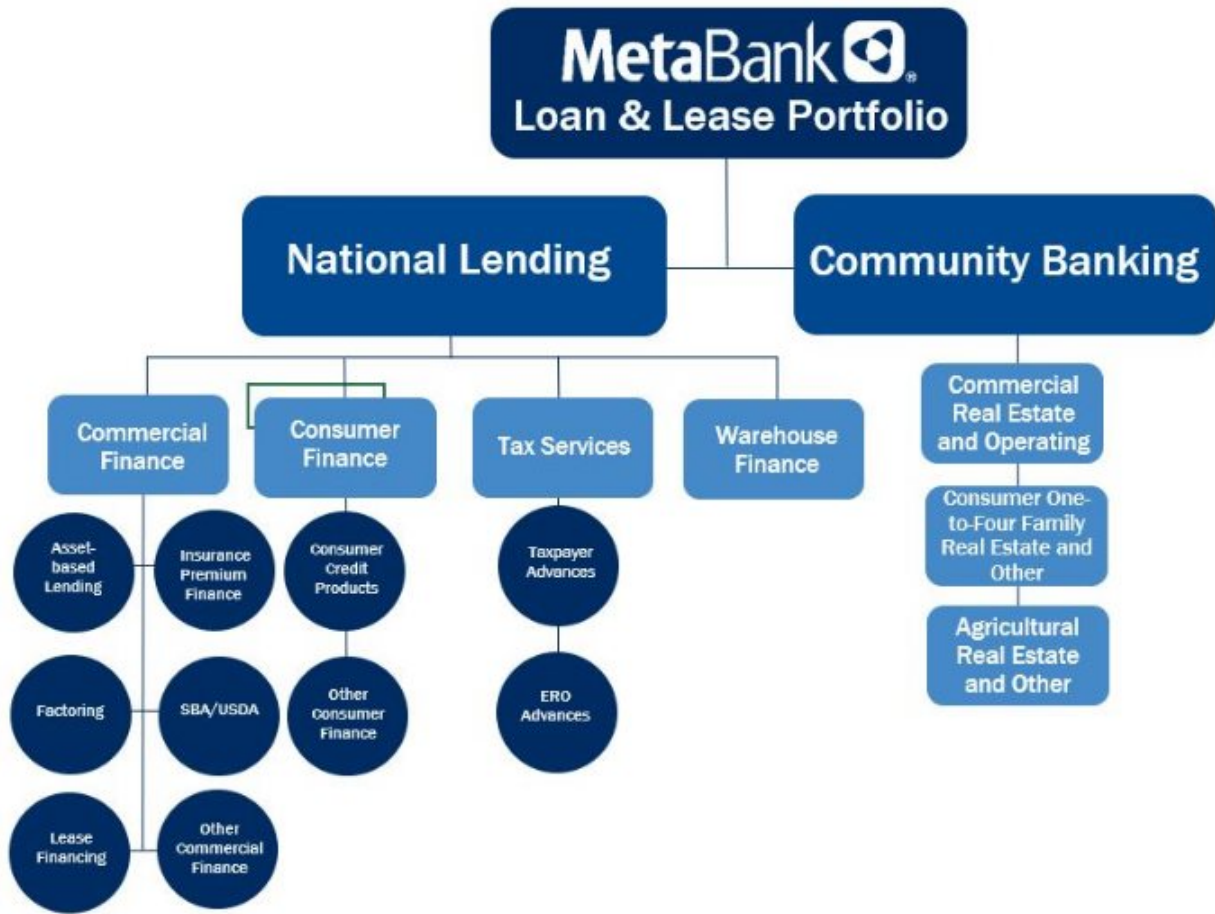 MetaBank®
Loan & Lease Portfolio
National Lending
Community Banking
Commercial
Finance
Consumer
Finance
Tax Services
Warehouse
Finance
Commercial
Real Estate
and Operating
Consumer One-
to-Four Family
Real Estate and
Other
Agricultural
Real Estate
and Other
Asset-
based
Lending
Insurance
Premium
Finance
Factoring
SBA/USDA
Lease
Financing
Other
Commercial
Finance
Consumer
Credit
Products
Other
Consumer
Finance
Taxpayer
Advances
ERO
Advances